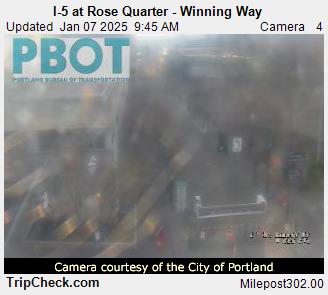 I-5 at Rose Quarter - Winning Way
Updated Jan 07 2025 9:45 AM Camera 4
PBOT
PORTLAND BUREAU OF TRANSPORTATION
Camera courtesy of the City of Portland
TripCheck.com Milepost302.00